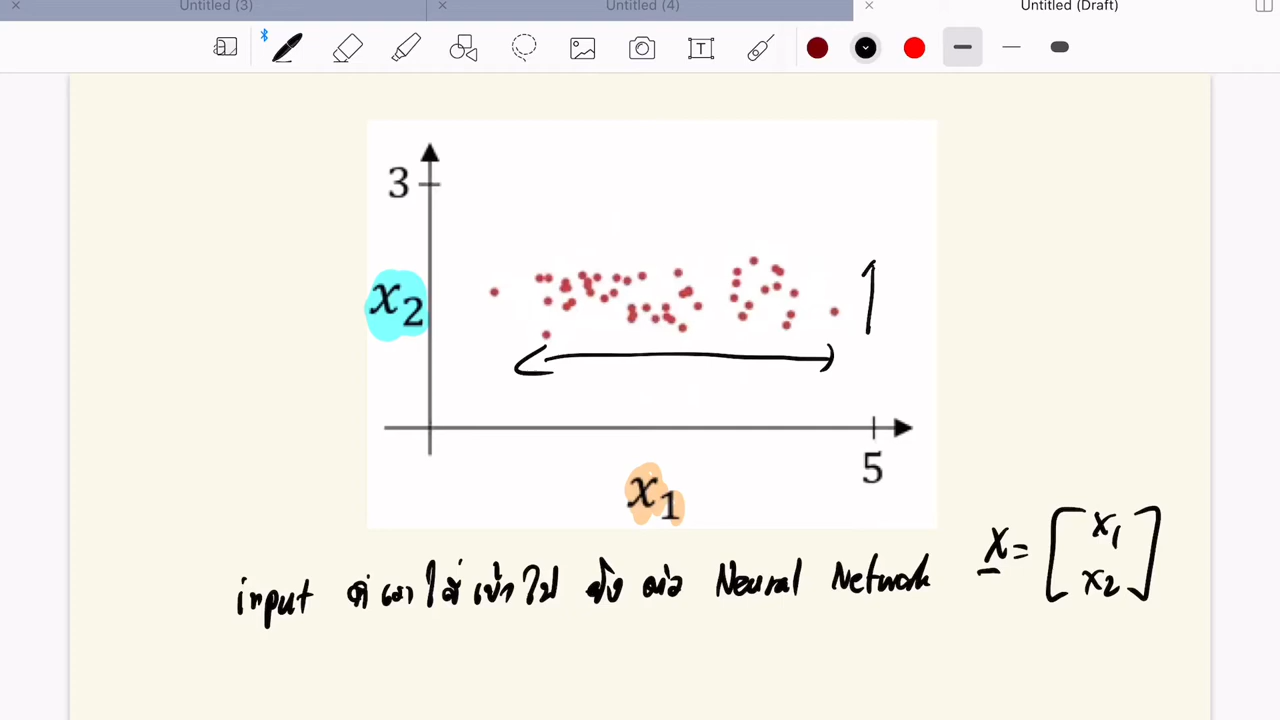 Untitled (3)
Untitled (4)
Untitled (Draft)
T
3
x₂
5
x₁
x = [x₁
x₂]
input ที่ เอา ใส่ เข้า ไป ยัง Neural Network